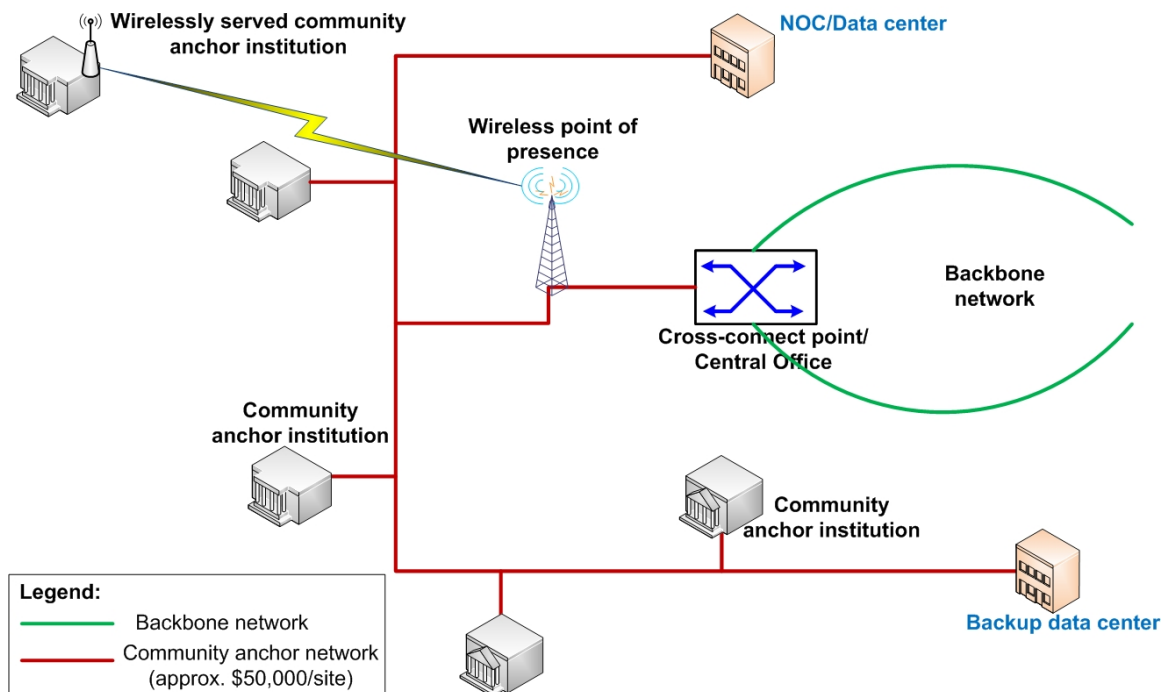 Wirelessly served community
anchor institution
NOC/Data center
Wireless point of
presence
Backbone
network
Cross-connect point/
Central Office
Community
anchor institution
Community
anchor institution
Backup data center
Legend:
Backbone network
Community anchor network
(approx. $50,000/site)